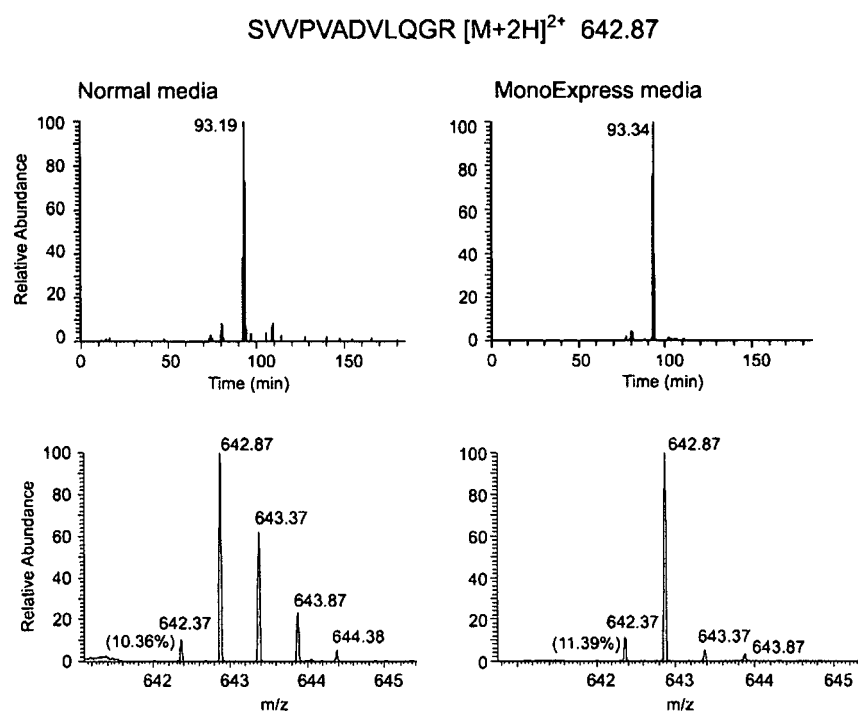 SVVPVADVLQGR [M+2H]²⁺ 642.87
Normal media
MonoExpress media
Relative Abundance
100
80
60
40
20
0
93.19
0 50 100 150
Time (min)
100
80
60
40
20
0
93.34
0 50 100 150
Time (min)
Relative Abundance
100
80
60
40
20
0
642.87
643.37
643.87
644.38
642.37
(10.36%)
642 643 644 645
m/z
100
80
60
40
20
0
642.87
642.37
(11.39%)
643.37
643.87
642 643 644 645
m/z